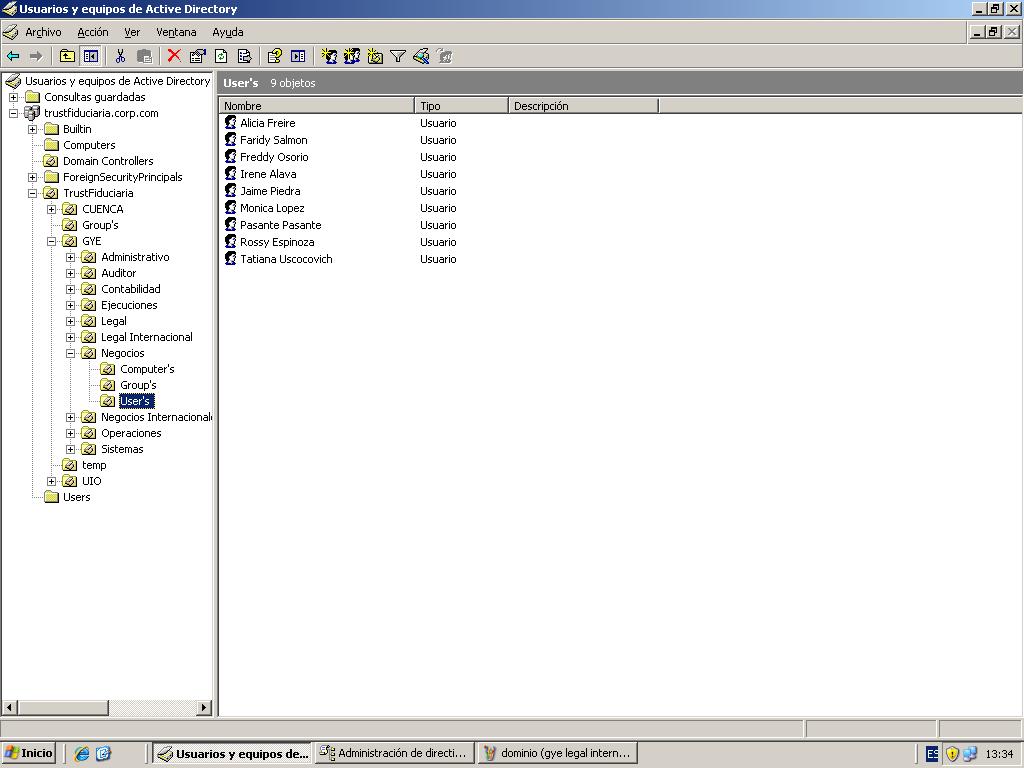 Usuarios y equipos de Active Directory
Archivo Acción Ver Ventana Ayuda
Usuarios y equipos de Active Directory
Consultas guardadas
trustfiduciaria.corp.com
Builtin
Computers
Domain Controllers
ForeignSecurityPrincipals
TrustFiduciaria
CUENCA
Group's
GYE
Administrativo
Auditor
Contabilidad
Ejecuciones
Legal
Legal Internacional
Negocios
Computer's
Group's
User's
Negocios Internacional
Operaciones
Sistemas
temp
UIO
Users
User's 9 objetos
Nombre Tipo Descripción
Alicia Freire Usuario
Faridy Salmon Usuario
Freddy Osorio Usuario
Irene Alava Usuario
Jaime Piedra Usuario
Monica Lopez Usuario
Pasante Pasante Usuario
Rossy Espinoza Usuario
Tatiana Uscocovich Usuario
Inicio Usuarios y equipos de... Administración de directi... dominio (gye legal intern... ES 13:34